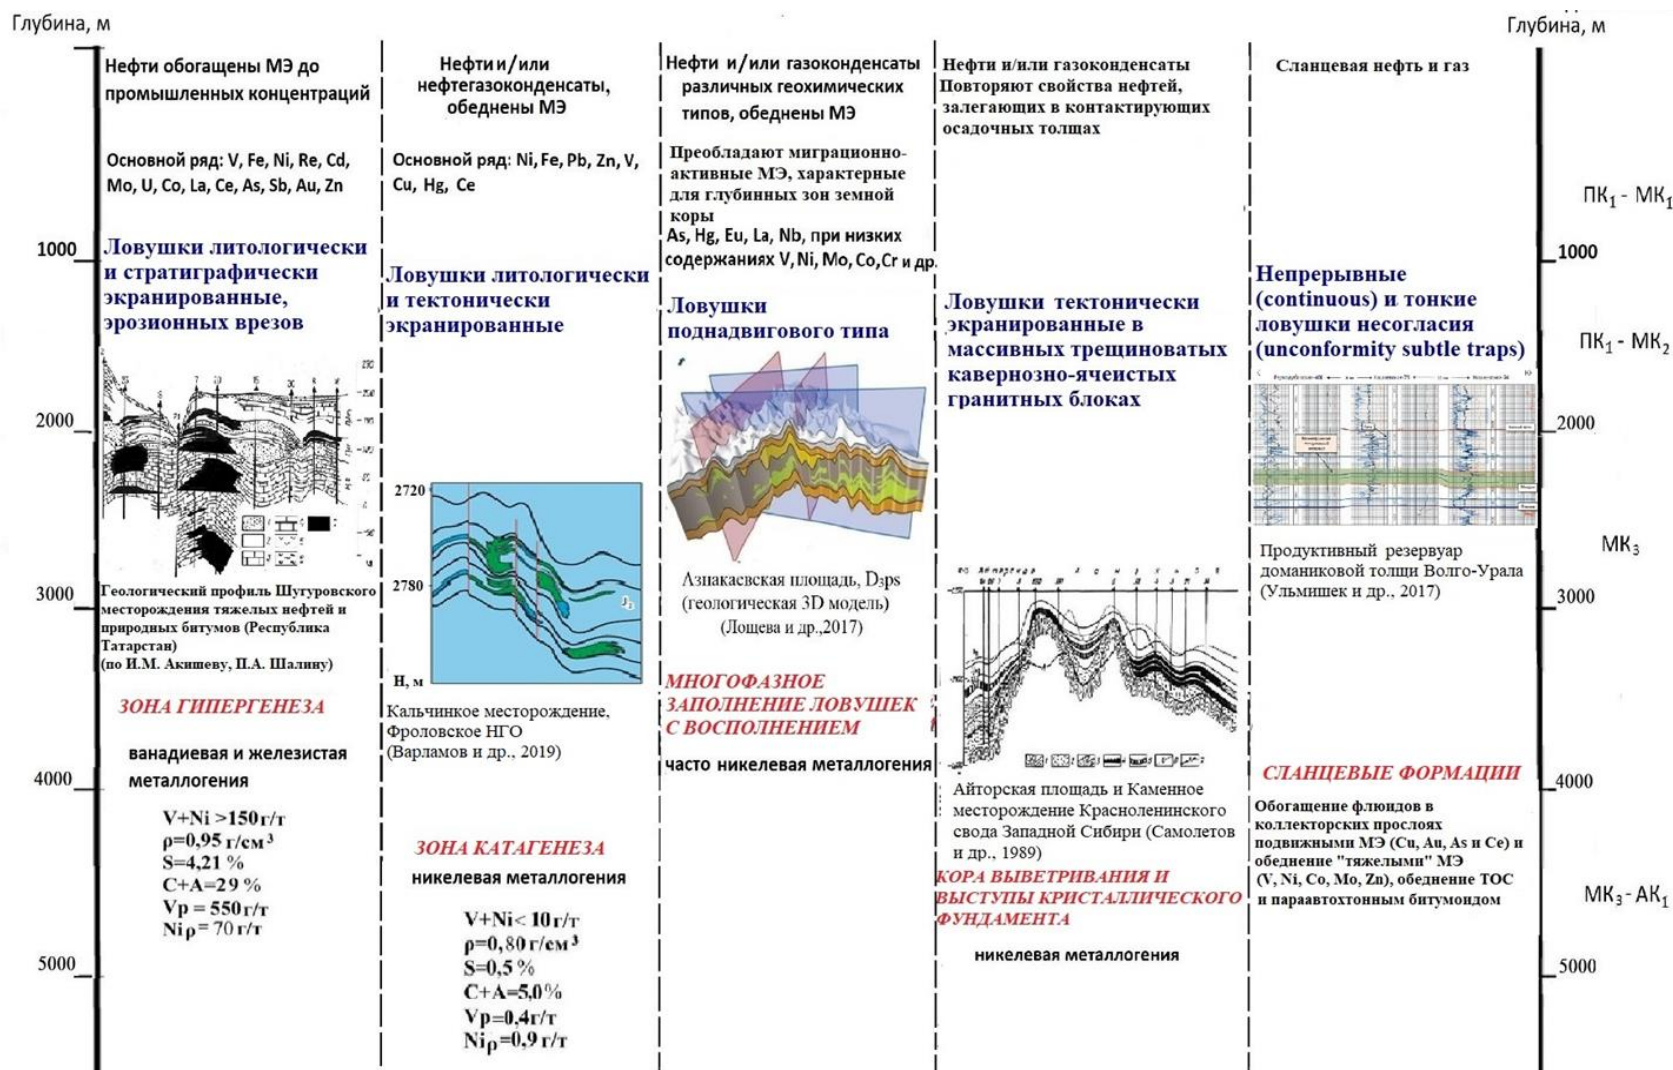 Глубина, м
Глубина, м
Нефти обогащены МЭ до
промышленных концентраций
Основной ряд: V, Fe, Ni, Re, Cd,
Mo, U, Co, La, Ce, As, Sb, Au, Zn
Ловушки литологически
и стратиграфически
экранированные,
эрозионных врезов
Геологический профиль Шугуровского
месторождения тяжелых нефтей и
природных битумов (Республика
Татарстан)
(по И.М. Акишеву, П.А. Шалину)
ЗОНА ГИПЕРГЕНЕЗА
ванадиевая и железистая
металлогения
V+Ni >150 г/т
ρ=0,95 г/см³
S=4,21 %
С+А=29 %
Vp = 550г/т
Niρ = 70 г/т
Нефти и/или
нефтегазоконденсаты,
обеднены МЭ
Основной ряд: Ni, Fe, Pb, Zn, V,
Cu, Hg, Ce
Ловушки литологически
и тектонически
экранированные
2720
2780
Н, м
J₂
Кальчинкое месторождение,
Фроловское НГО
(Варламов и др., 2019)
ЗОНА КАТАГЕНЕЗА
никелевая металлогения
V+Ni< 10 г/т
ρ=0,80 г/см³
S=0,5 %
С+А=5,0%
Vp=0,4г/т
Niρ=0,9 г/т
Нефти и/или газоконденсаты
различных геохимических
типов, обеднены МЭ
Преобладают миграционно-
активные МЭ, характерные
для глубинных зон земной
коры
As, Hg, Eu, La, Nb, при низких
содержаниях V, Ni, Mo, Co,Cr и др.
Ловушки
поднадвигового типа
Азнакаевская площадь, D₃ps
(геологическая 3D модель)
(Лощева и др.,2017)
МНОГОФАЗНОЕ
ЗАПОЛНЕНИЕ ЛОВУШЕК
С ВОСПОЛНЕНИЕМ
часто никелевая металлогения
Нефти и/или газоконденсаты
Повторяют свойства нефтей,
залегающих в контактирующих
осадочных толщах
Ловушки тектонически
экранированные в
массивных трещиноватых
кавернозно-ячеистых
гранитных блоках
Айторская площадь и Каменное
месторождение Красноленинского
свода Западной Сибири (Самолетов
и др., 1989)
КОРА ВЫВЕТРИВАНИЯ И
ВЫСТУПЫ КРИСТАЛЛИЧЕСКОГО
ФУНДАМЕНТА
никелевая металлогения
Сланцевая нефть и газ
Непрерывные
(continuous) и тонкие
ловушки несогласия
(unconformity subtle traps)
Продуктивный резервуар
доманиковой толщи Волго-Урала
(Ульмишек и др., 2017)
СЛАНЦЕВЫЕ ФОРМАЦИИ
Обогащение флюидов в
коллекторских прослоях
подвижными МЭ (Cu, Au, As и Ce) и
обеднение "тяжелыми" МЭ
(V, Ni, Co, Mo, Zn), обеднение ТОС
и параавтохтонным битумоидом
1000
2000
3000
4000
5000
1000
2000
3000
4000
5000
ПК₁ - МК₁
ПК₁ - МК₂
МК₃
МК₃ - АК₁